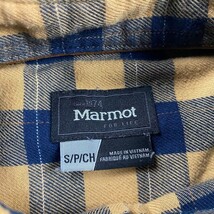 1974
Marmot
FOR LIFE
S/P/CH
MADE IN VIETNAM
FABRIQUÉ AU VIETNAM